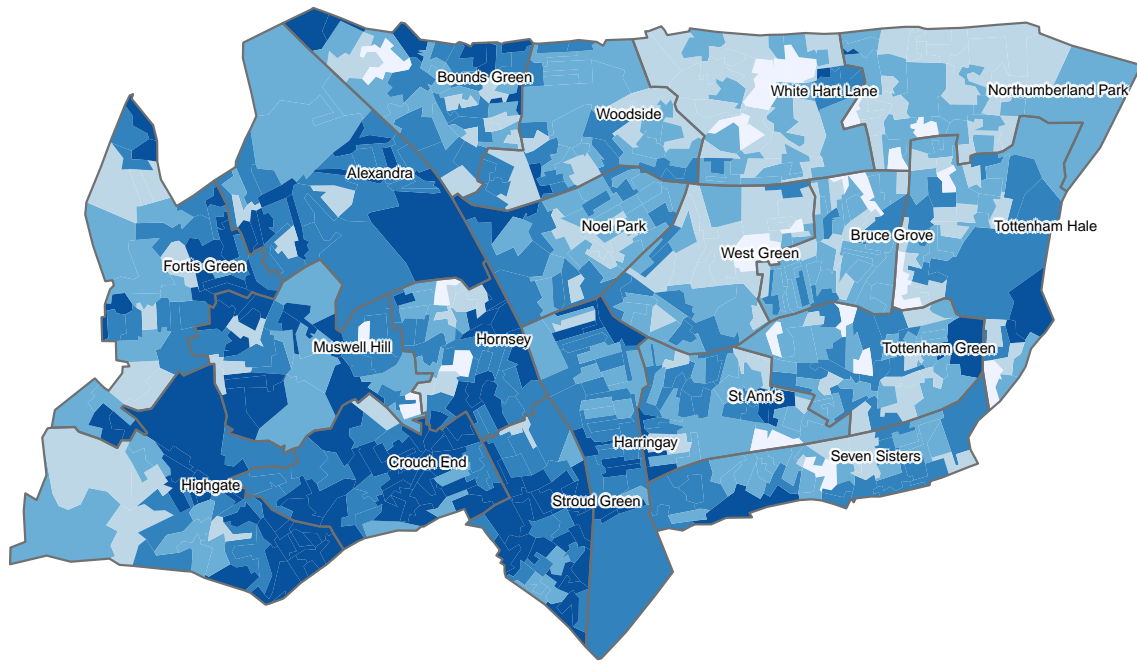 Bounds Green
White Hart Lane
Northumberland Park
Woodside
Alexandra
Noel Park
Tottenham Hale
Bruce Grove
West Green
Fortis Green
Hornsey
Muswell Hill
Tottenham Green
St Ann's
Harringay
Seven Sisters
Crouch End
Highgate
Stroud Green